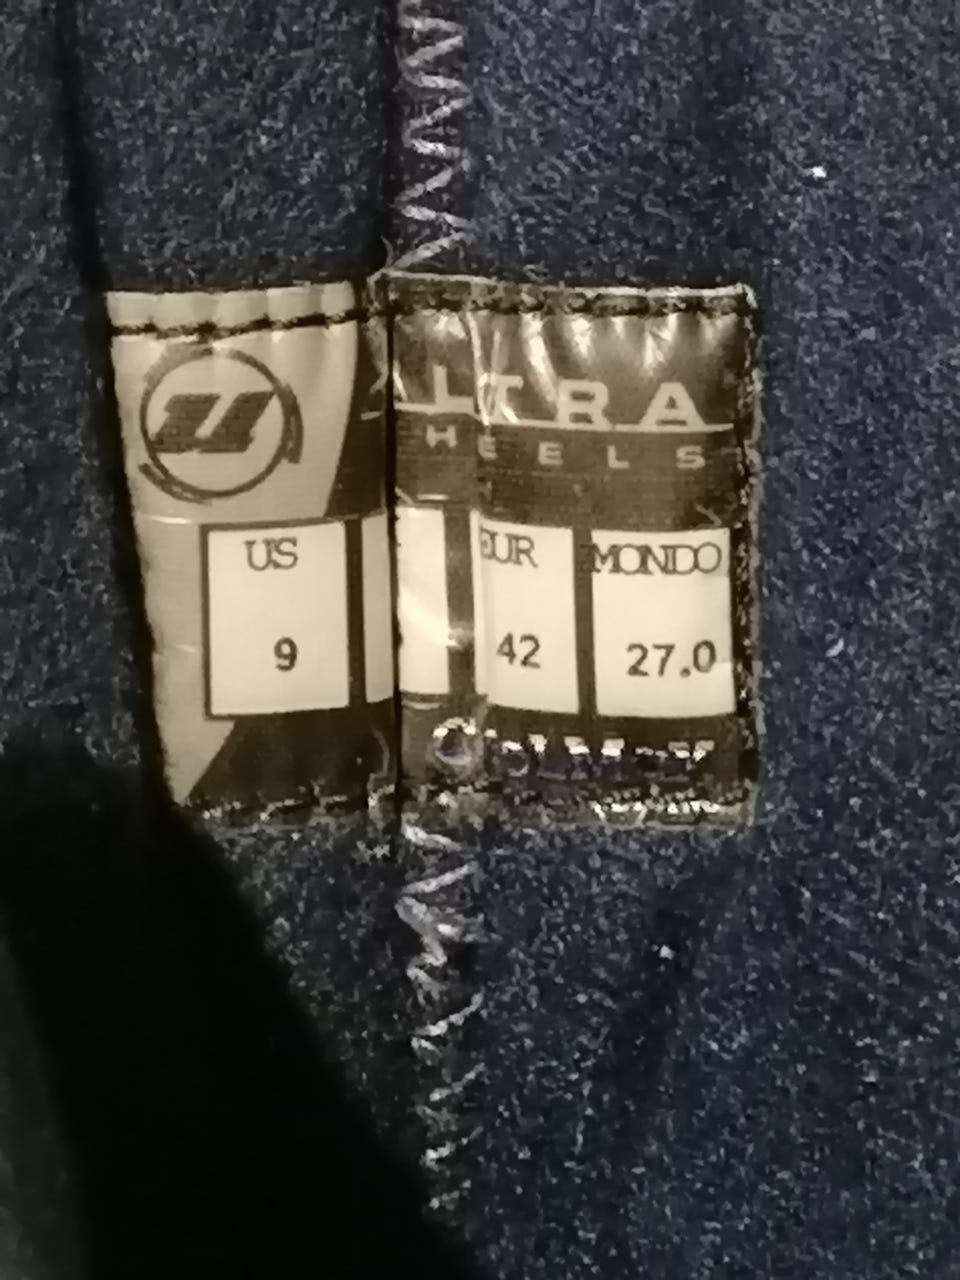 U
LTRA
HEELS
US EUR MONDO
9 42 27.0